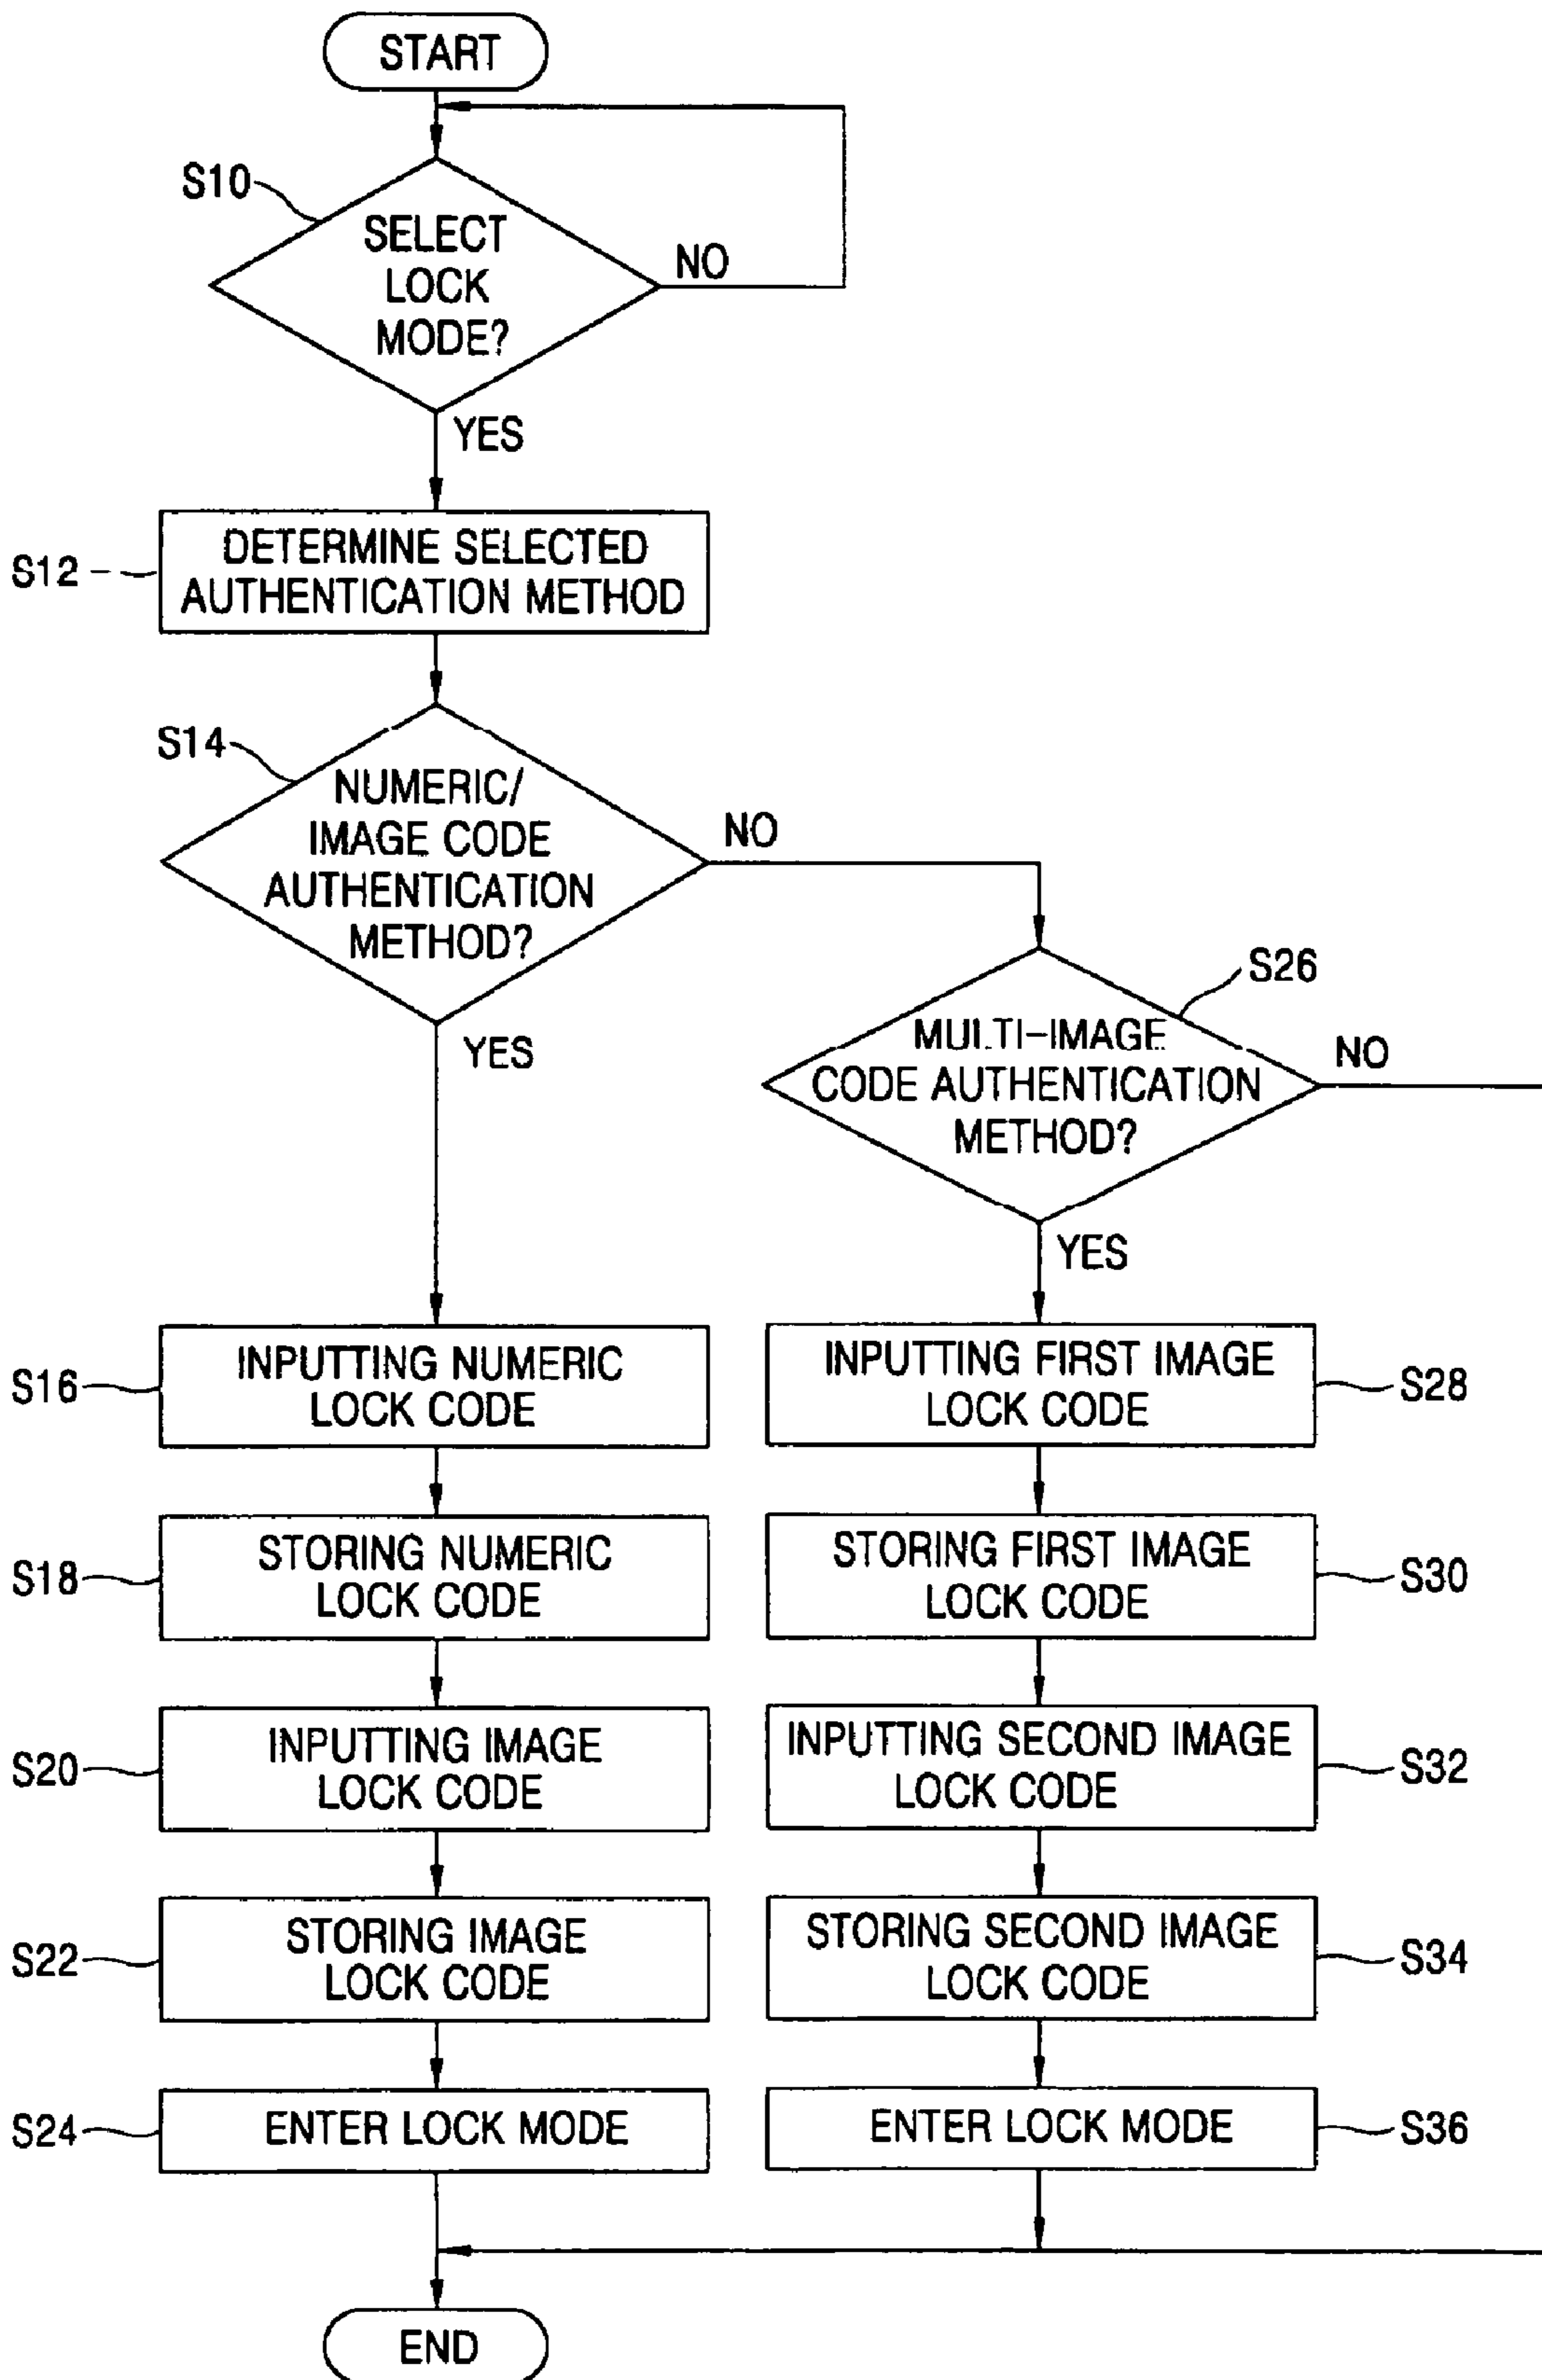 START
S10
SELECT
LOCK
MODE?
NO
YES
S12
DETERMINE SELECTED
AUTHENTICATION METHOD
S14
NUMERIC/
IMAGE CODE
AUTHENTICATION
METHOD?
NO
YES
S26
MULTI-IMAGE
CODE AUTHENTICATION
METHOD?
NO
YES
S16
INPUTTING NUMERIC
LOCK CODE
S18
STORING NUMERIC
LOCK CODE
S20
INPUTTING IMAGE
LOCK CODE
S22
STORING IMAGE
LOCK CODE
S24
ENTER LOCK MODE
INPUTTING FIRST IMAGE
LOCK CODE
S28
STORING FIRST IMAGE
LOCK CODE
S30
INPUTTING SECOND IMAGE
LOCK CODE
S32
STORING SECOND IMAGE
LOCK CODE
S34
ENTER LOCK MODE
S36
END